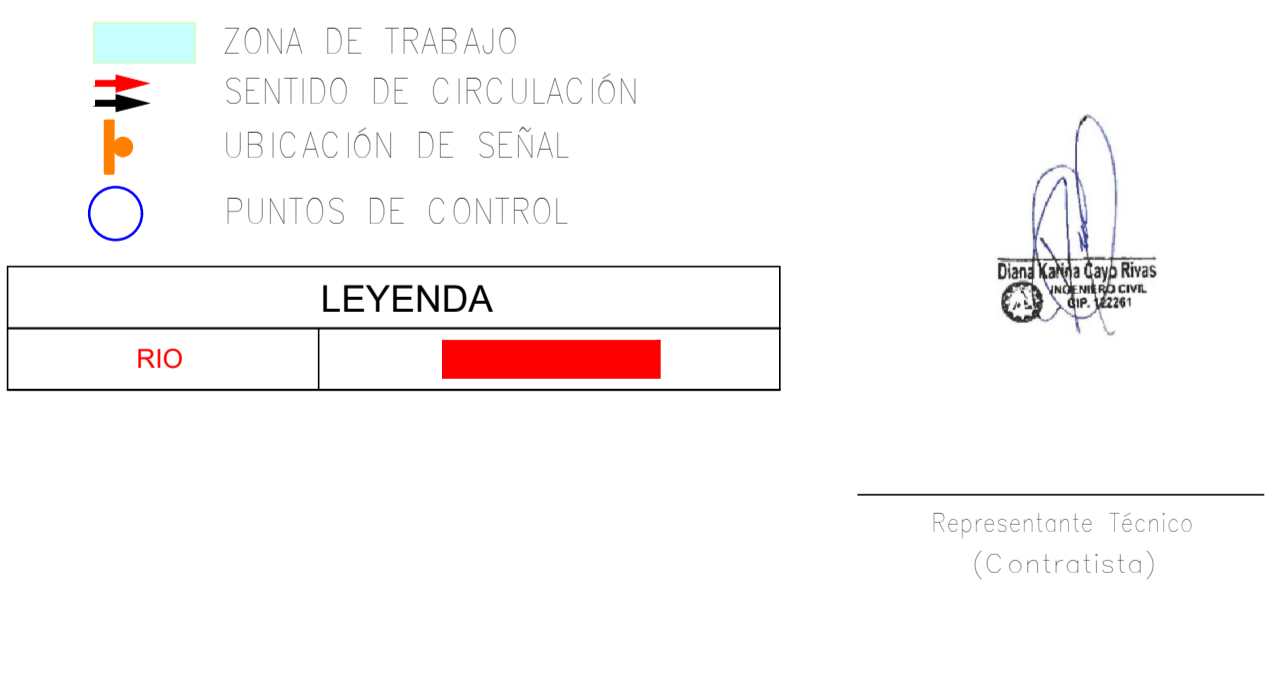 ZONA DE TRABAJO
SENTIDO DE CIRCULACIÓN
UBICACIÓN DE SEÑAL
PUNTOS DE CONTROL
LEYENDA
RIO
Diana Karina Cayo Rivas
INGENIERO CIVIL
CIP. 122261
Representante Técnico
(Contratista)